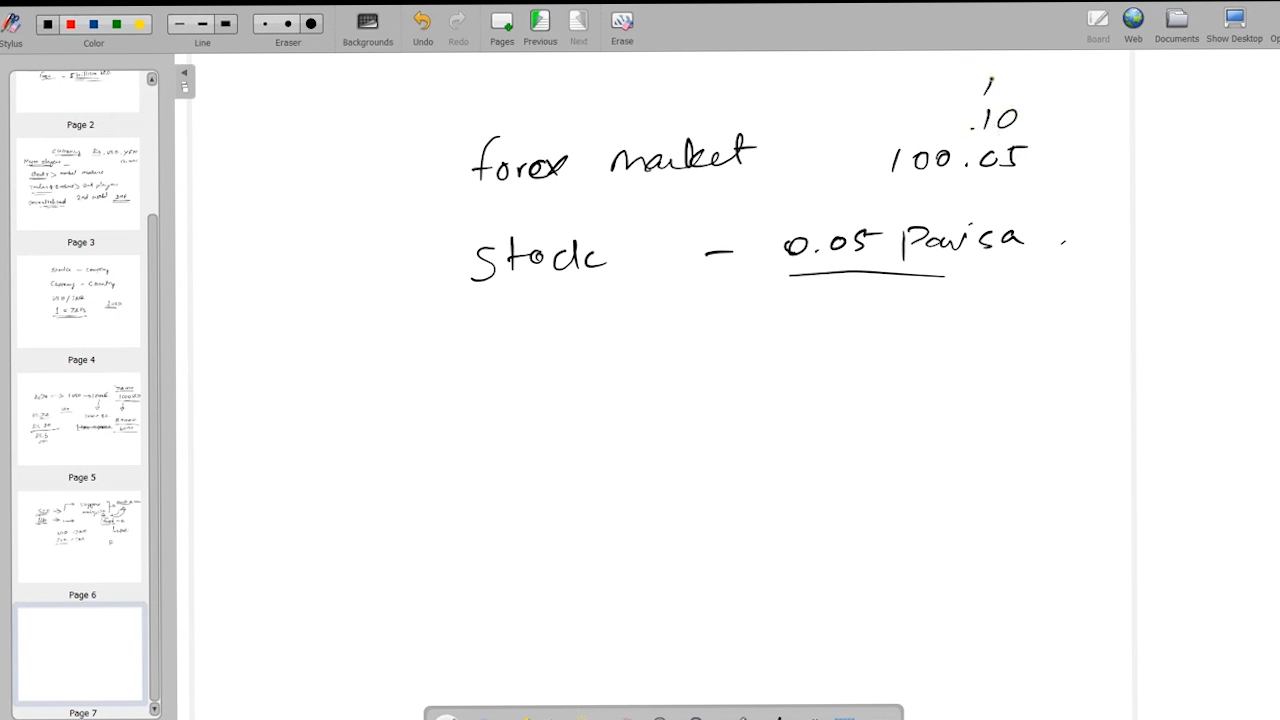 Stylus
Color
Line
Eraser
Backgrounds
Undo
Redo
Pages
Previous
Next
Erase
Board
Web
Documents
Show Desktop
Page 2
Page 3
Page 4
Page 5
Page 6
Page 7
.10
forex market 100.05
stock - 0.05 Paisa